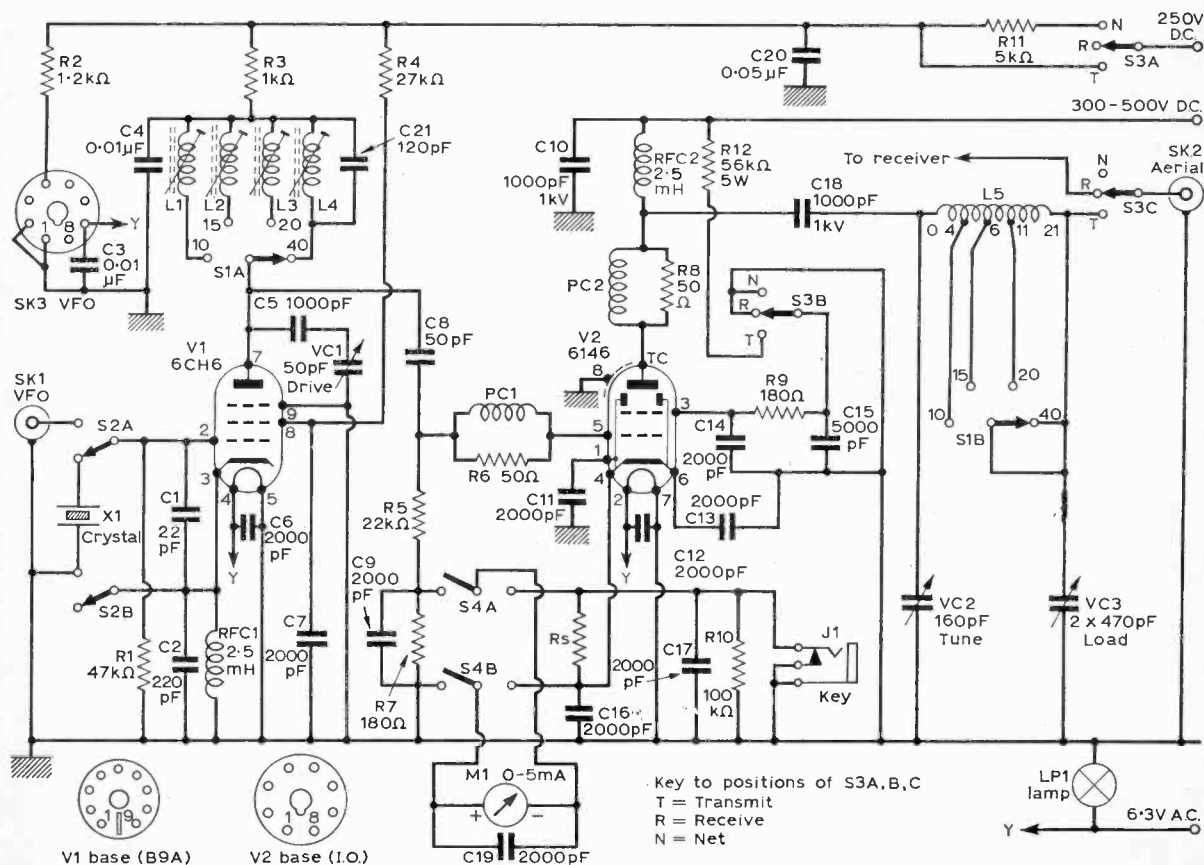 R2
1·2kΩ
R3
1kΩ
R4
27kΩ
C20
0·05µF
R11
5kΩ
N
R
T
S3A
250V
D.C.
300-500V D.C.
C4
0·01µF
L1
L2
L3
L4
C21
120pF
15
20
10
40
S1A
1
8
Y
C3
0·01
µF
SK3 VFO
C10
1000pF
1kV
RFC2
2·5
mH
R12
56kΩ
5W
To receiver
N
R
T
S3C
SK2
Aerial
C18
1000pF
1kV
L5
0
4
6
11
21
C5 1000pF
V1
6CH6
7
50pF
VC1
Drive
C8
50pF
PC2
R8
50
Ω
N
R
T
S3B
V2
6146
8
TC
SK1
VFO
S2A
2
9
8
3
4
5
PC1
R6 50Ω
5
1
4
2
7
3
6
R9
180Ω
C14
2000
pF
C15
5000
pF
15
20
10
40
S1B
X1
Crystal
C1
22
pF
C6
2000
pF
Y
R5
22kΩ
C11
2000pF
2000pF
C13
Y
C12
2000pF
S2B
R1
47kΩ
C2
220
pF
RFC1
2·5
mH
C7
2000
pF
C9
2000
pF
S4A
S4B
R7
180Ω
Rs
C17
2000
pF
R10
100
kΩ
J1
Key
C16
2000pF
VC2
160pF
Tune
VC3
2 x 470pF
Load
1
9
V1 base (B9A)
1
8
V2 base (I.O.)
M1 0-5mA
+
−
C19
2000pF
Key to positions of S3A,B,C
T = Transmit
R = Receive
N = Net
LP1
lamp
Y
6·3V A.C.